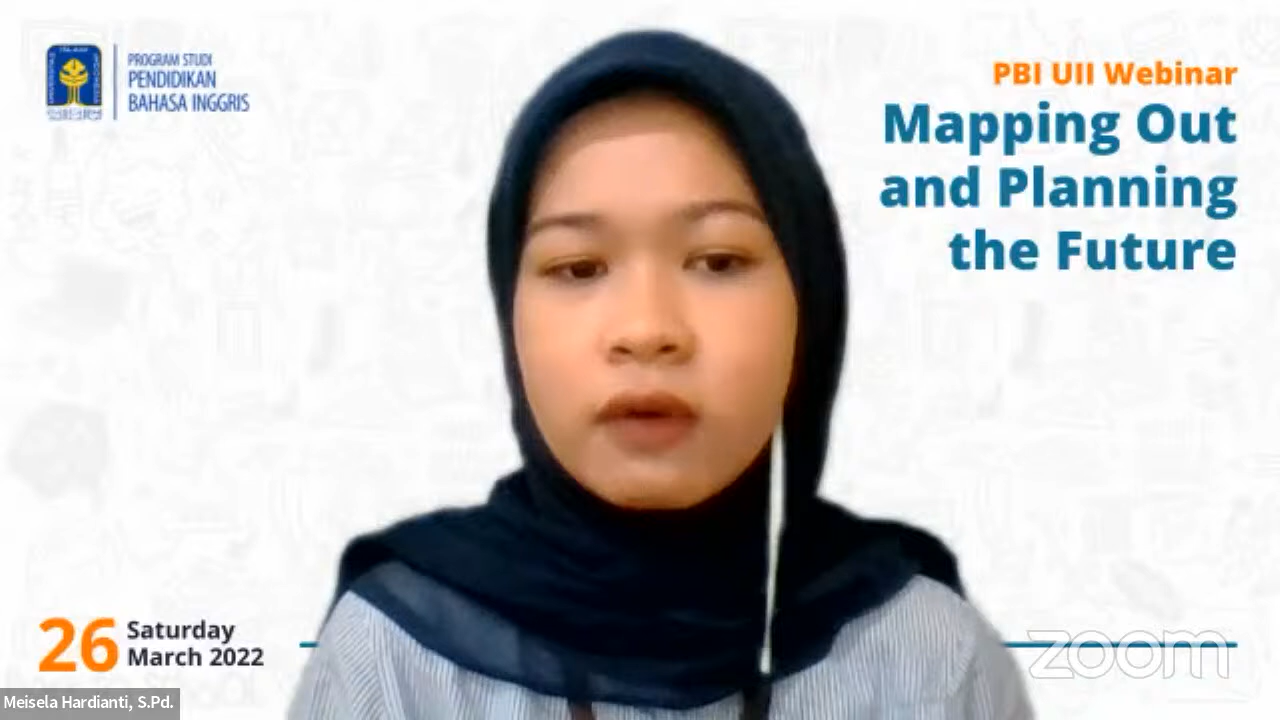 PROGRAM STUDI
PENDIDIKAN
BAHASA INGGRIS
PBI UII Webinar
Mapping Out
and Planning
the Future
26
Saturday
March 2022
zoom
Meisela Hardianti, S.Pd.